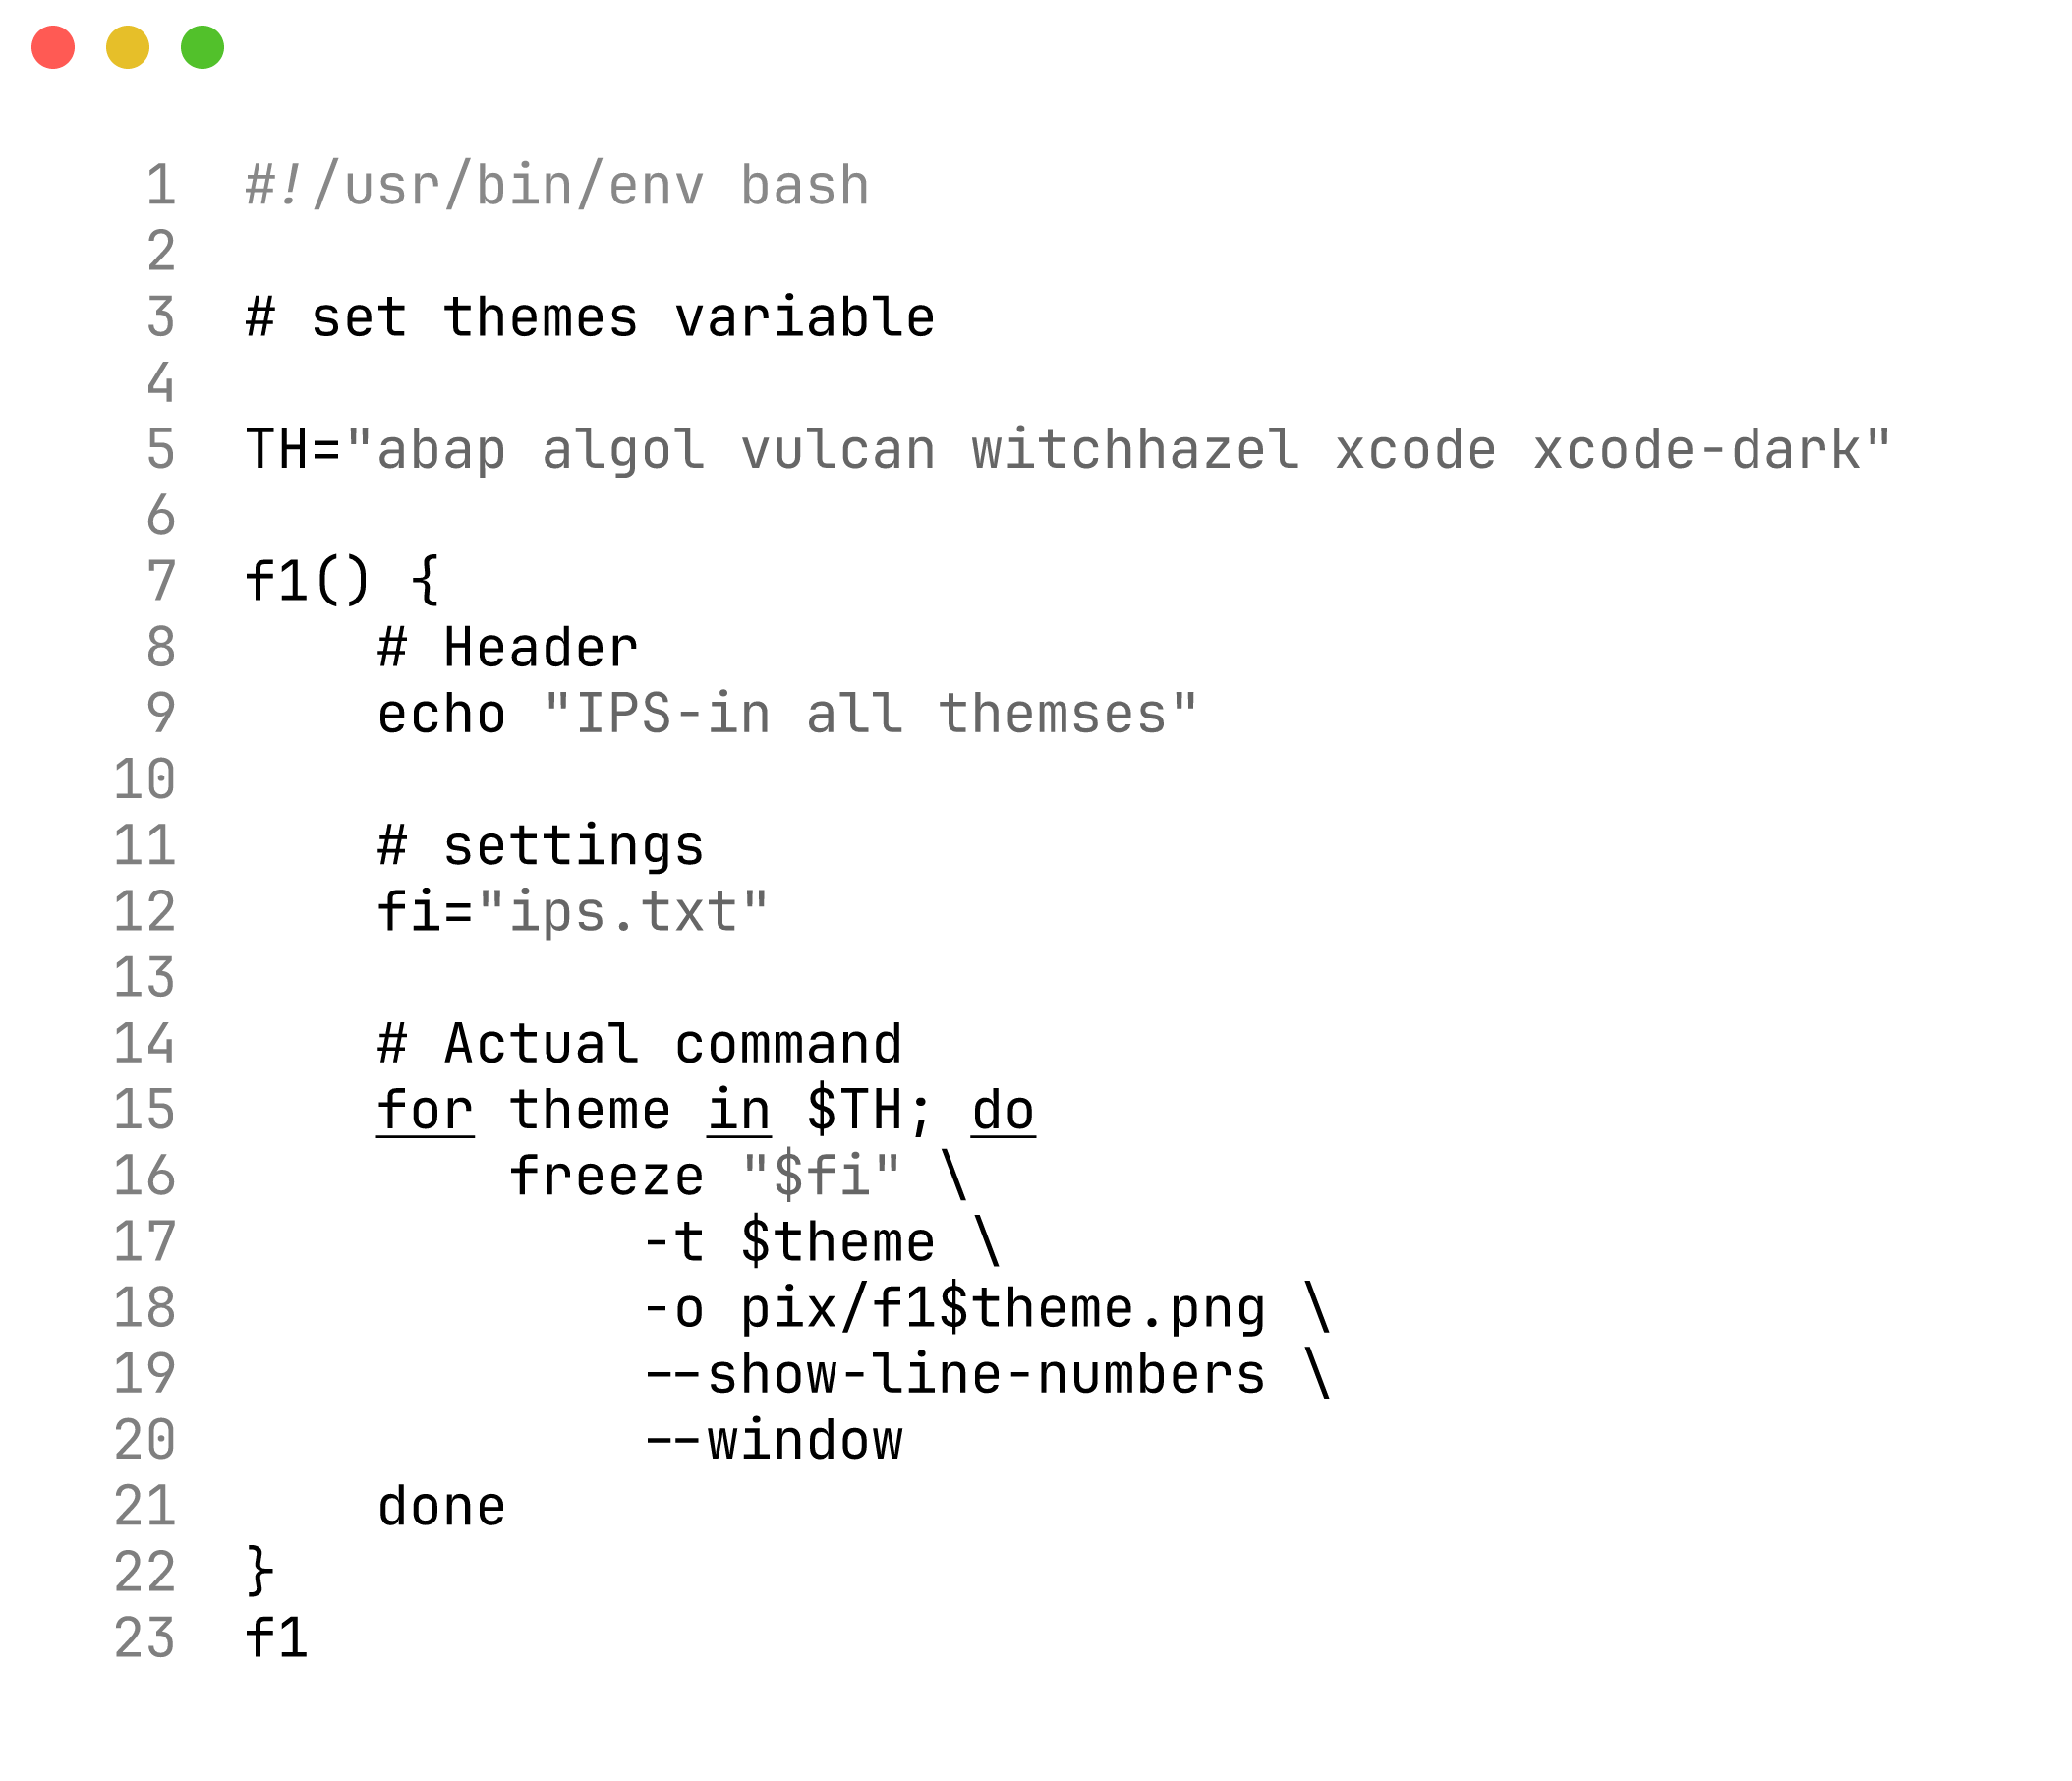 1 #!/usr/bin/env bash
2
3 # set themes variable
4
5 TH="abap algol vulcan witchhazel xcode xcode-dark"
6
7 f1() {
8     # Header
9     echo "IPS-in all themses"
10
11     # settings
12     fi="ips.txt"
13
14     # Actual command
15     for theme in $TH; do
16         freeze "$fi" \
17             -t $theme \
18             -o pix/f1$theme.png \
19             --show-line-numbers \
20             --window
21     done
22 }
23 f1